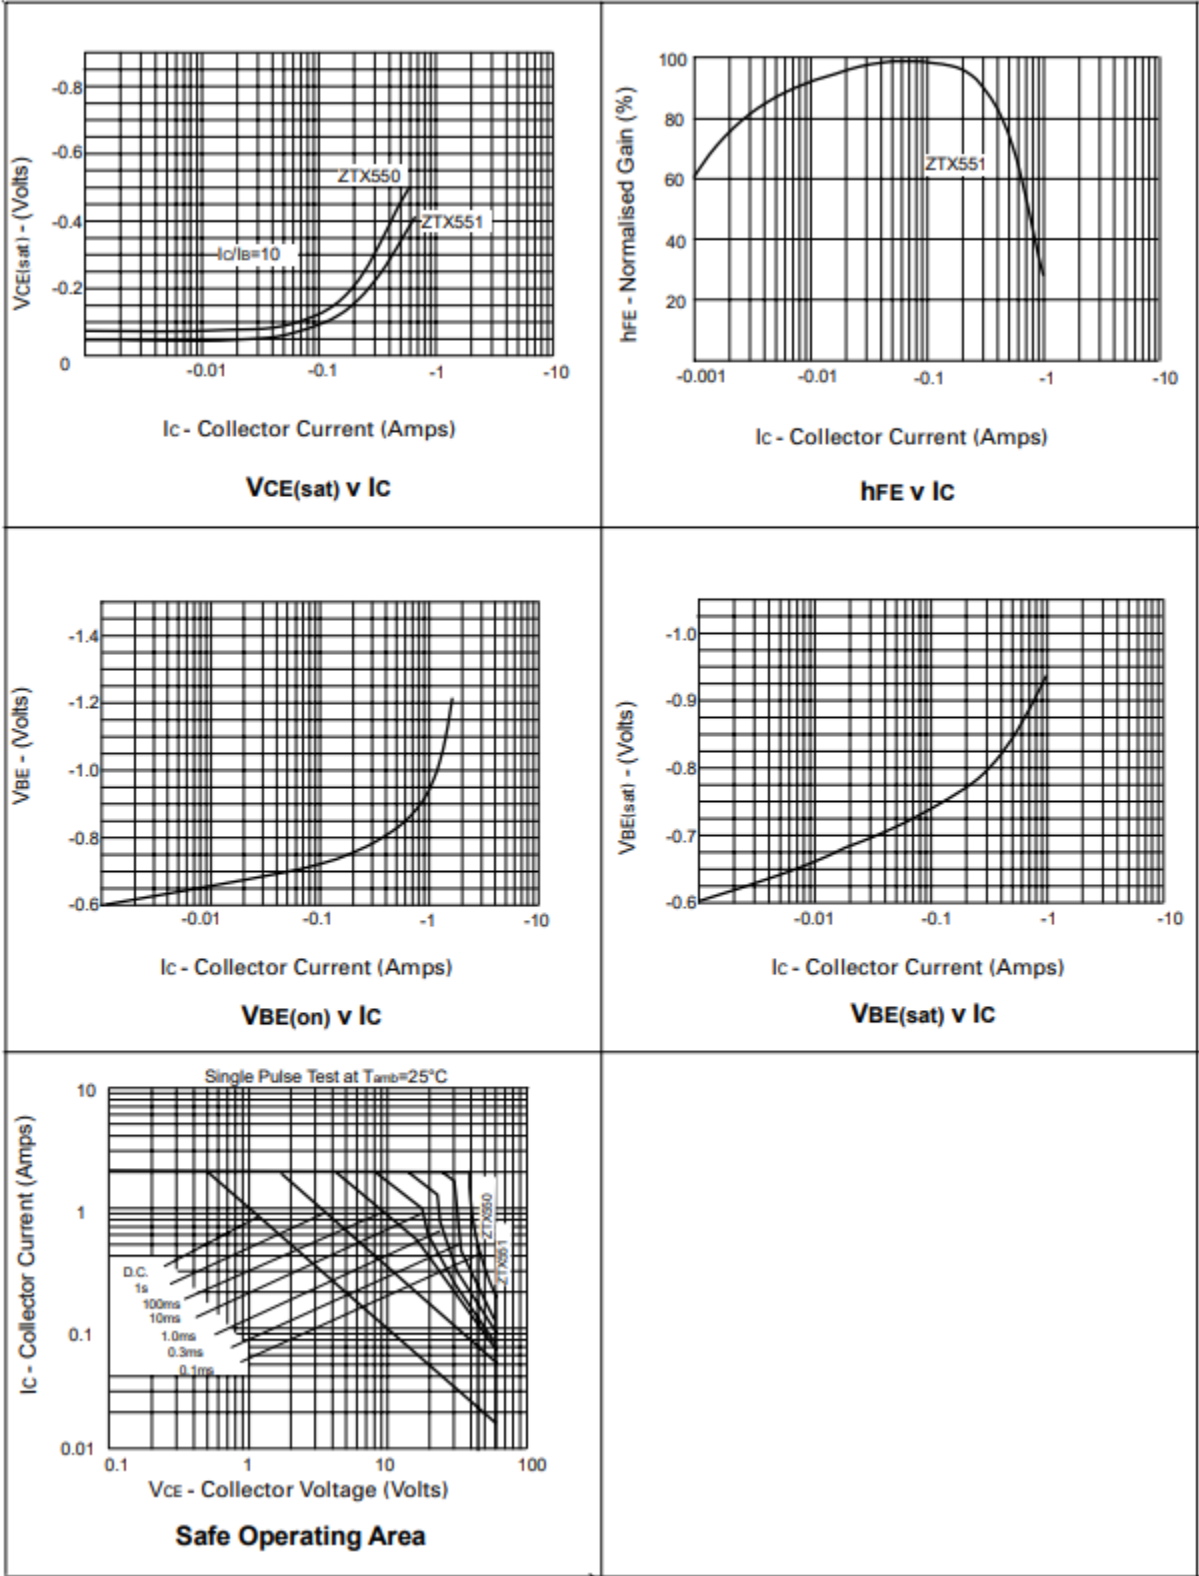 -0.8
-0.6
-0.4
-0.2
0
VCE(sat) - (Volts)
ZTX550
ZTX551
IC/IB=10
-0.01
-0.1
-1
-10
IC - Collector Current (Amps)
VCE(sat) v IC
100
80
60
40
20
hFE - Normalised Gain (%)
ZTX551
-0.001
-0.01
-0.1
-1
-10
IC - Collector Current (Amps)
hFE v IC
-1.4
-1.2
-1.0
-0.8
-0.6
VBE - (Volts)
-0.01
-0.1
-1
-10
IC - Collector Current (Amps)
VBE(on) v IC
-1.0
-0.9
-0.8
-0.7
-0.6
VBE(sat) - (Volts)
-0.01
-0.1
-1
-10
IC - Collector Current (Amps)
VBE(sat) v IC
Single Pulse Test at Tamb=25°C
10
1
0.1
0.01
IC - Collector Current (Amps)
ZTX550
ZTX551
D.C.
1s
100ms
10ms
1.0ms
0.3ms
0.1ms
0.1
1
10
100
VCE - Collector Voltage (Volts)
Safe Operating Area